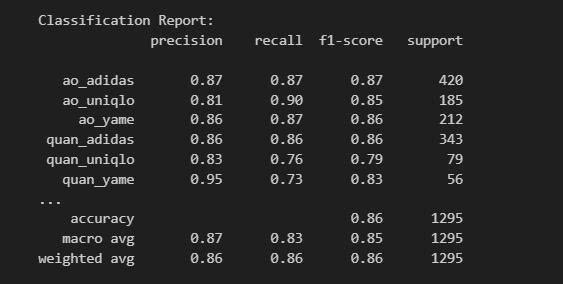 Classification Report:
precision recall f1-score support
ao_adidas 0.87 0.87 0.87 420
ao_uniqlo 0.81 0.90 0.85 185
ao_yame 0.86 0.87 0.86 212
quan_adidas 0.86 0.86 0.86 343
quan_uniqlo 0.83 0.76 0.79 79
quan_yame 0.95 0.73 0.83 56
...
accuracy 0.86 1295
macro avg 0.87 0.83 0.85 1295
weighted avg 0.86 0.86 0.86 1295